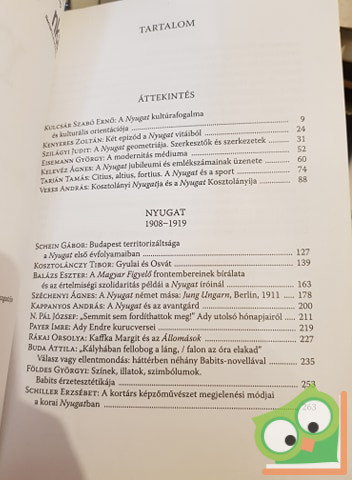 TARTALOM
ÁTTEKINTÉS
KULCSÁR SZABÓ ERNŐ: A Nyugat kultúrafogalma
és kulturális orientációja 9
KENYERES ZOLTÁN: Két epizód a Nyugat vitáiból 24
SZILÁGYI JUDIT: A Nyugat geometriája. Szerkesztők és szerkezetek 31
EISEMANN GYÖRGY: A modernitás médiuma 52
KELEVÉZ ÁGNES: A Nyugat jubileumi és emlékszámainak üzenete 60
TARJÁN TAMÁS: Citius, altius, fortius. A Nyugat és a sport 74
VERES ANDRÁS: Kosztolányi Nyugatja és a Nyugat Kosztolányija 88
NYUGAT
1908–1919
SCHEIN GÁBOR: Budapest territorizáltsága
a Nyugat első évfolyamaiban 127
KOSZTOLÁNCZY TIBOR: Gyulai és Osvát 139
BALÁZS ESZTER: A Magyar Figyelő frontembereinek bírálata
és az értelmiségi szolidaritás példái a Nyugat íróinál 163
SZÉCHENYI ÁGNES: A Nyugat német mása: Jung Ungarn, Berlin, 1911 178
KAPPANYOS ANDRÁS: A Nyugat és az avantgárd 200
N. PÁL JÓZSEF: „Semmit sem fordíthattok meg!" (Ady utolsó hónapjairól) 211
PAYER IMRE: Ady Endre kurucversei 219
RÁKAI ORSOLYA: Kaffka Margit és az Állomások 227
BUDA ATTILA: „Kályhában fellobog a láng, / falon az óra elakad"
Válasz vagy ellentmondás: háttérben néhány Babits-novellával 235
FÖLDES GYÖRGYI: Színek, illatok, szimbólumok.
Babits érzetesztétikája 253
SCHILLER ERZSÉBET: A kortárs képzőművészet megjelenési módjai
a korai Nyugatban 263